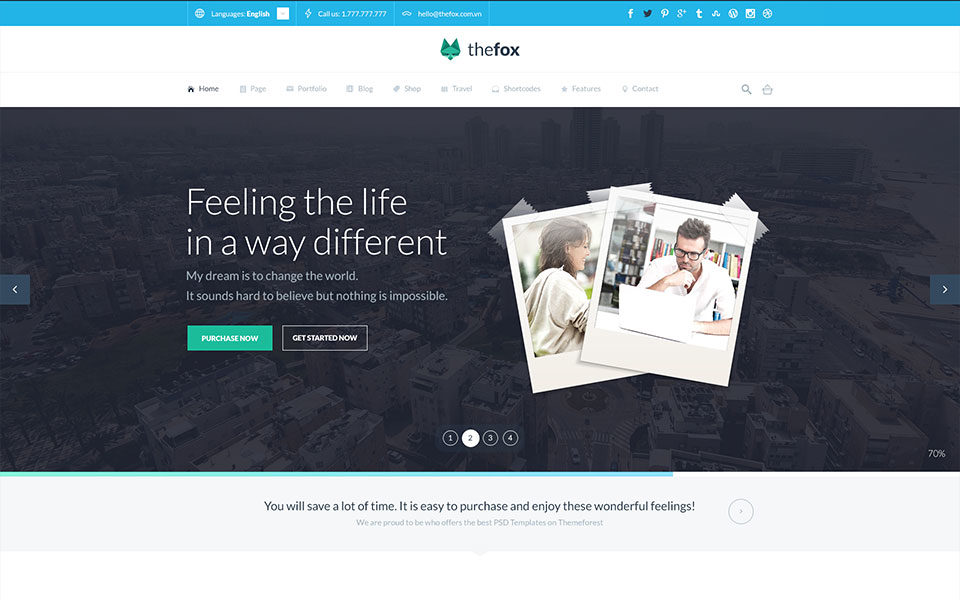 Languages: English
Call us: 1.777.777.777
hello@thefox.com.vn
thefox
Home Page Portfolio Blog Shop Travel Shortcodes Features Contact
Feeling the life
in a way different
My dream is to change the world.
It sounds hard to believe but nothing is impossible.
PURCHASE NOW GET STARTED NOW
1 2 3 4
70%
You will save a lot of time. It is easy to purchase and enjoy these wonderful feelings!
We are proud to be who offers the best PSD Templates on Themeforest